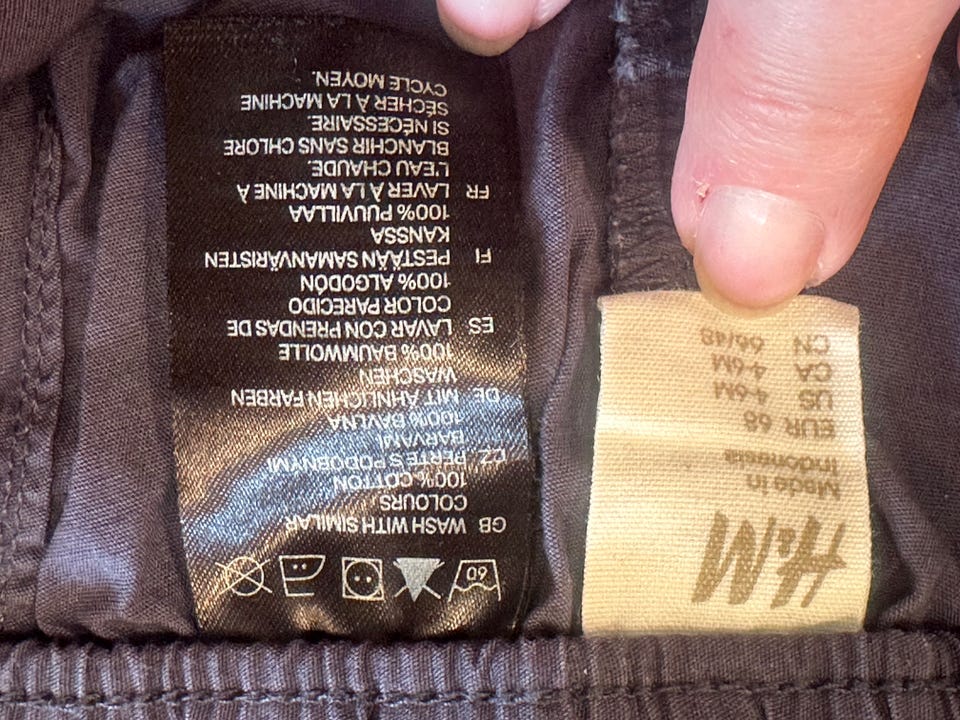 H&M
Made in
Indonesia
EUR 68
US 4-6M
CA 4-6M
CN 66/48
60
GB WASH WITH SIMILAR
COLOURS
100% COTTON
CZ PERTE S PODOBNÝMI
BARVAMI
100% BAVLNA
DE MIT ÄHNLICHEN FARBEN
WASCHEN
100% BAUMWOLLE
ES LAVAR CON PRENDAS DE
COLOR PARECIDO
100% ALGODÓN
FI PESTÄÄN SAMANVÄRISTEN
KANSSA
100% PUUVILLAA
FR LAVER À LA MACHINE À
L'EAU CHAUDE.
BLANCHIR SANS CHLORE
SI NÉCESSAIRE.
SÉCHER À LA MACHINE
CYCLE MOYEN.